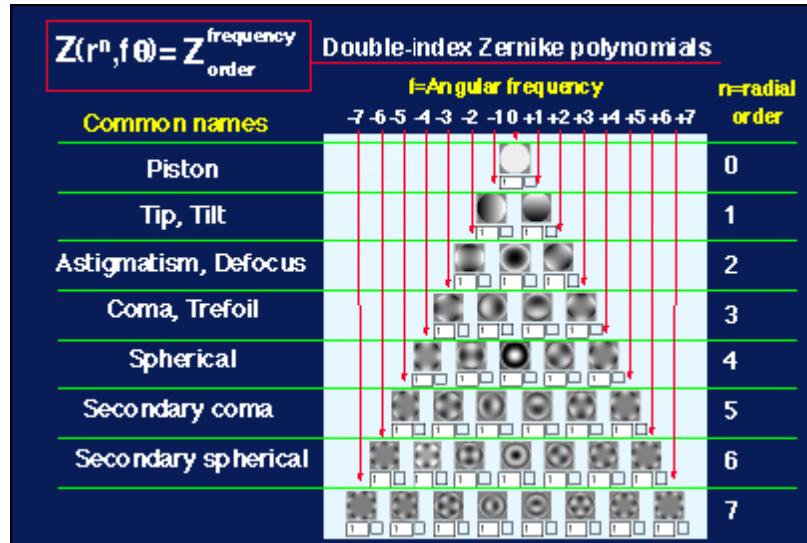 Z(rⁿ,fθ)= Z frequency order
Double-index Zernike polynomials
f=Angular frequency
n=radial order
Common names
-7 -6 -5 -4 -3 -2 -1 0 +1 +2 +3 +4 +5 +6 +7
Piston 0
Tip, Tilt 1
Astigmatism, Defocus 2
Coma, Trefoil 3
Spherical 4
Secondary coma 5
Secondary spherical 6
7